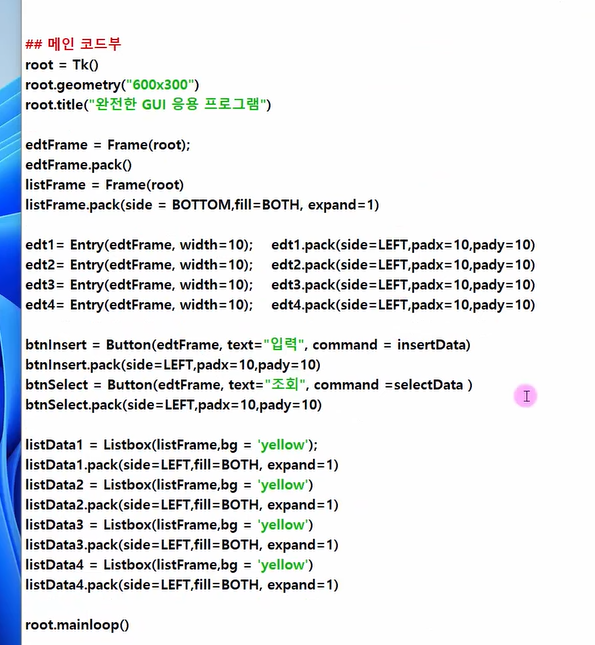 ## 메인 코드부
root = Tk()
root.geometry("600x300")
root.title("완전한 GUI 응용 프로그램")
edtFrame = Frame(root);
edtFrame.pack()
listFrame = Frame(root)
listFrame.pack(side = BOTTOM,fill=BOTH, expand=1)
edt1= Entry(edtFrame, width=10);    edt1.pack(side=LEFT,padx=10,pady=10)
edt2= Entry(edtFrame, width=10);    edt2.pack(side=LEFT,padx=10,pady=10)
edt3= Entry(edtFrame, width=10);    edt3.pack(side=LEFT,padx=10,pady=10)
edt4= Entry(edtFrame, width=10);    edt4.pack(side=LEFT,padx=10,pady=10)
btnInsert = Button(edtFrame, text="입력", command = insertData)
btnInsert.pack(side=LEFT,padx=10,pady=10)
btnSelect = Button(edtFrame, text="조회", command =selectData )
btnSelect.pack(side=LEFT,padx=10,pady=10)
listData1 = Listbox(listFrame,bg = 'yellow');
listData1.pack(side=LEFT,fill=BOTH, expand=1)
listData2 = Listbox(listFrame,bg = 'yellow')
listData2.pack(side=LEFT,fill=BOTH, expand=1)
listData3 = Listbox(listFrame,bg = 'yellow')
listData3.pack(side=LEFT,fill=BOTH, expand=1)
listData4 = Listbox(listFrame,bg = 'yellow')
listData4.pack(side=LEFT,fill=BOTH, expand=1)
root.mainloop()